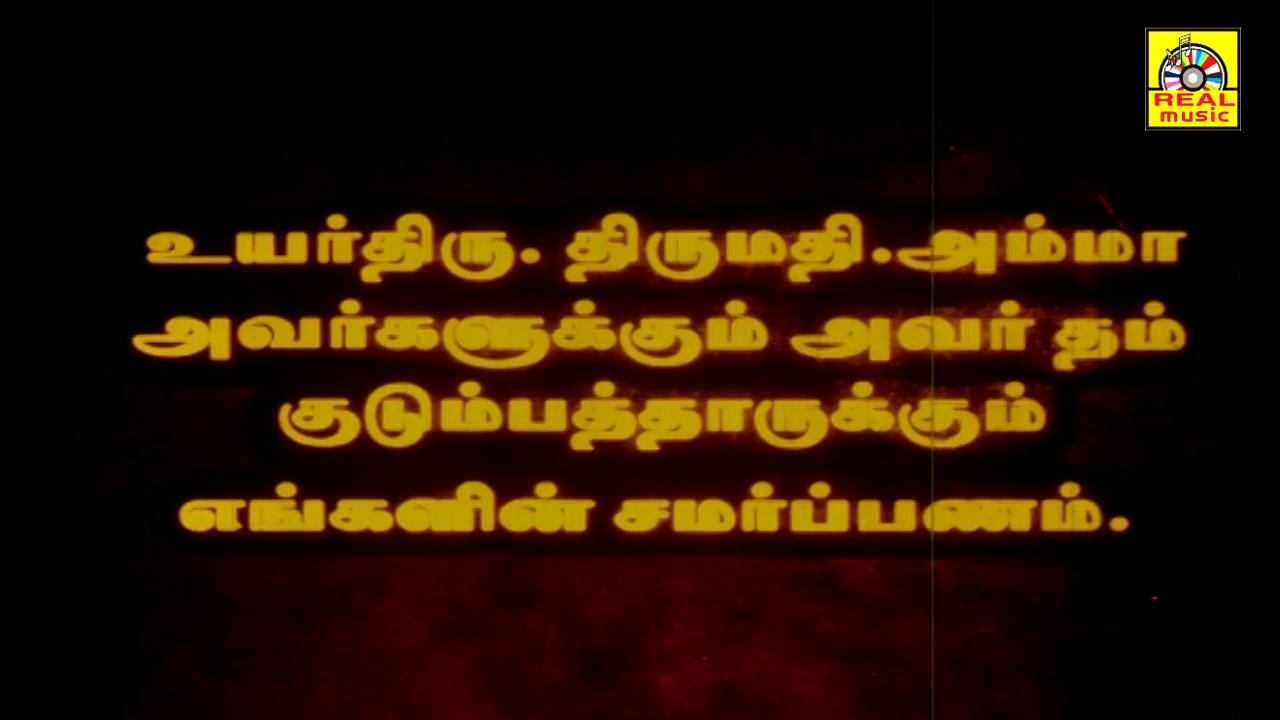 REAL
music
உயர்திரு. திருமதி.அம்மா
அவர்களுக்கும் அவர் தம்
குடும்பத்தாருக்கும்
எங்களின் சமர்ப்பணம்.